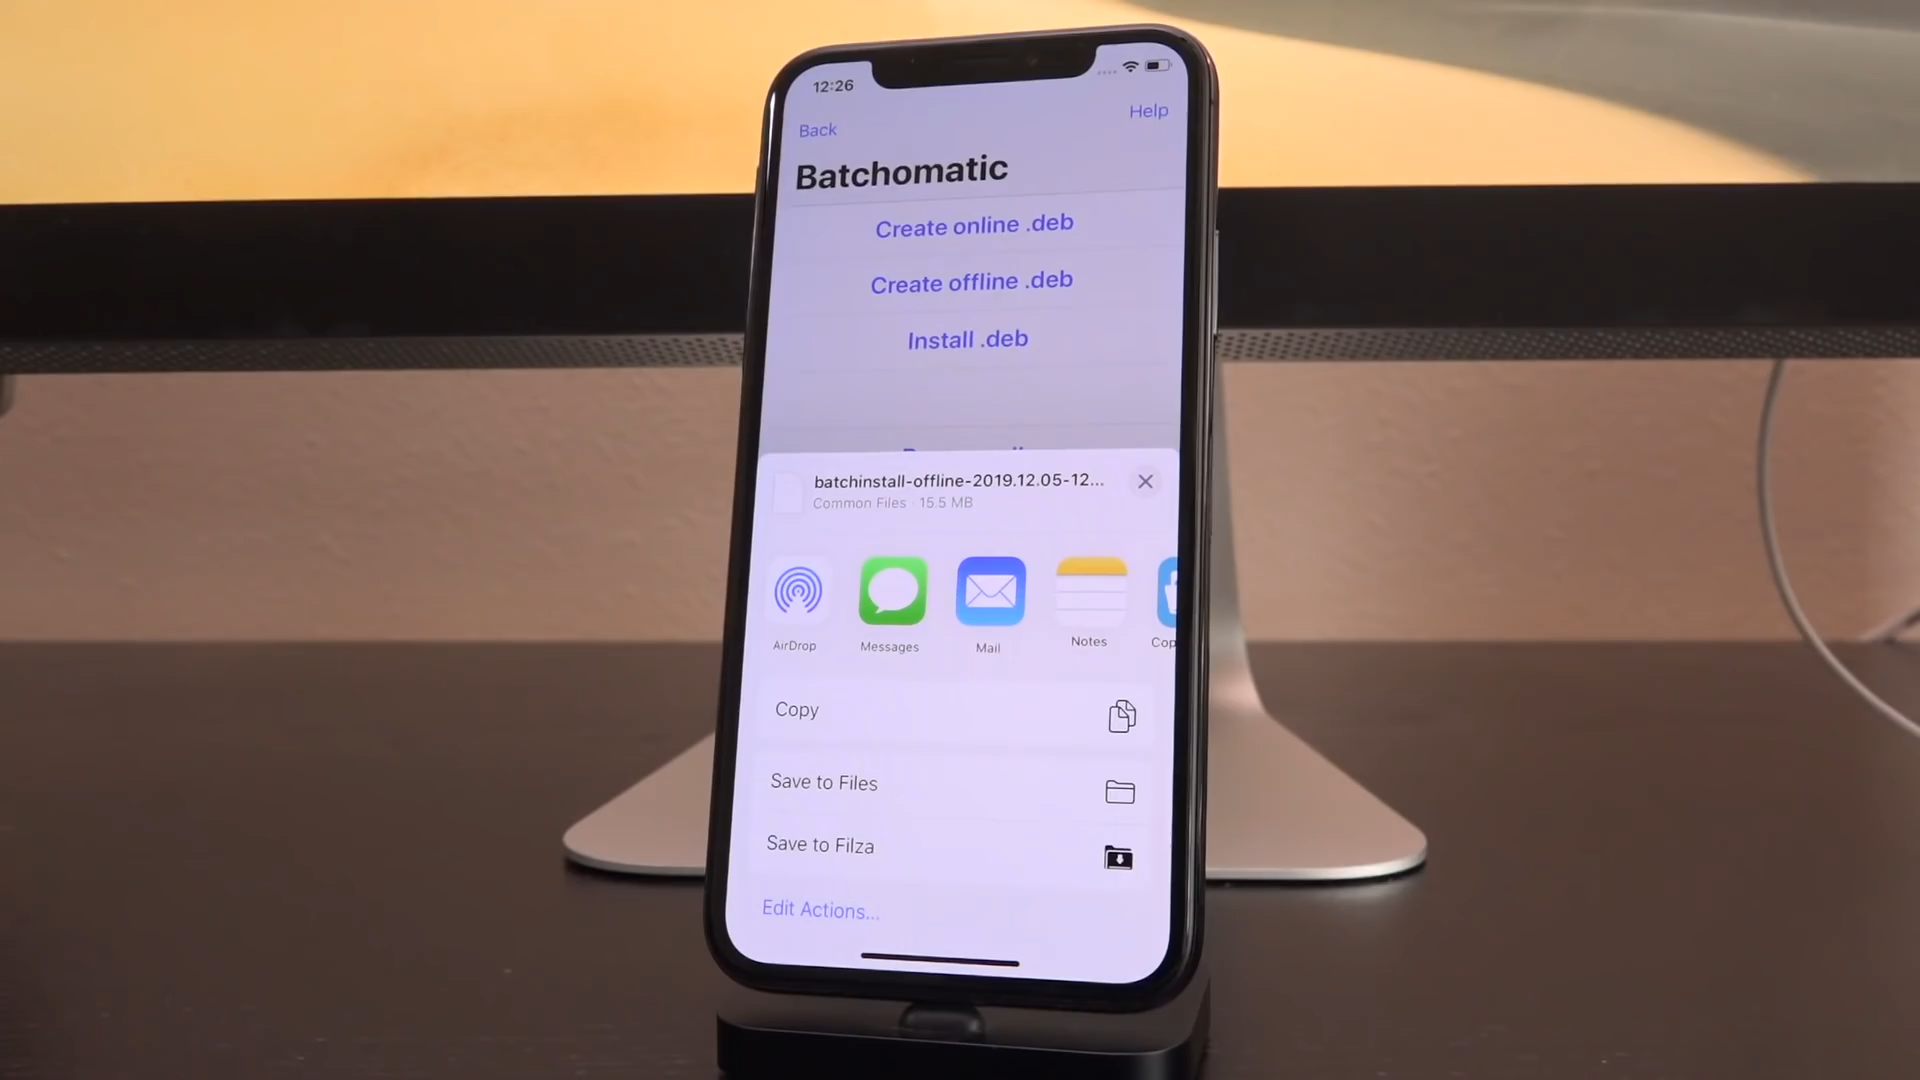 12:26
Back
Help
Batchomatic
Create online .deb
Create offline .deb
Install .deb
batchinstall-offline-2019.12.05-12...
Common Files · 15.5 MB
AirDrop
Messages
Mail
Notes
Cop
Copy
Save to Files
Save to Filza
Edit Actions...